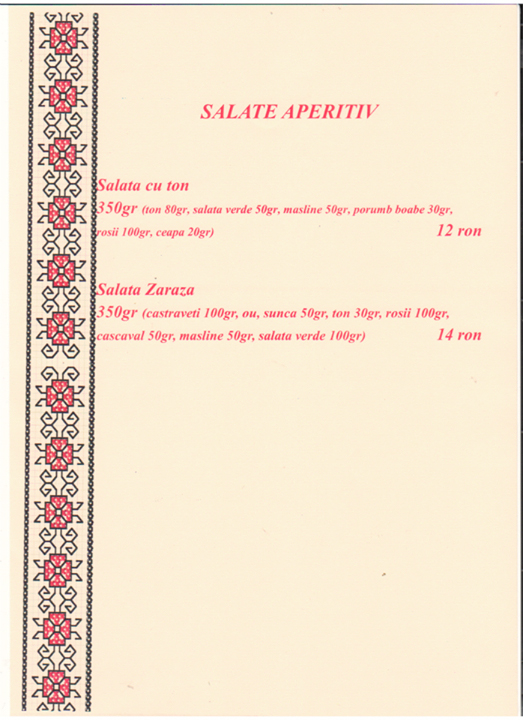 SALATE APERITIV
Salata cu ton
350gr (ton 80gr, salata verde 50gr, masline 50gr, porumb boabe 30gr,
rosii 100gr, ceapa 20gr) 12 ron
Salata Zaraza
350gr (castraveti 100gr, ou, sunca 50gr, ton 30gr, rosii 100gr,
cascaval 50gr, masline 50gr, salata verde 100gr) 14 ron